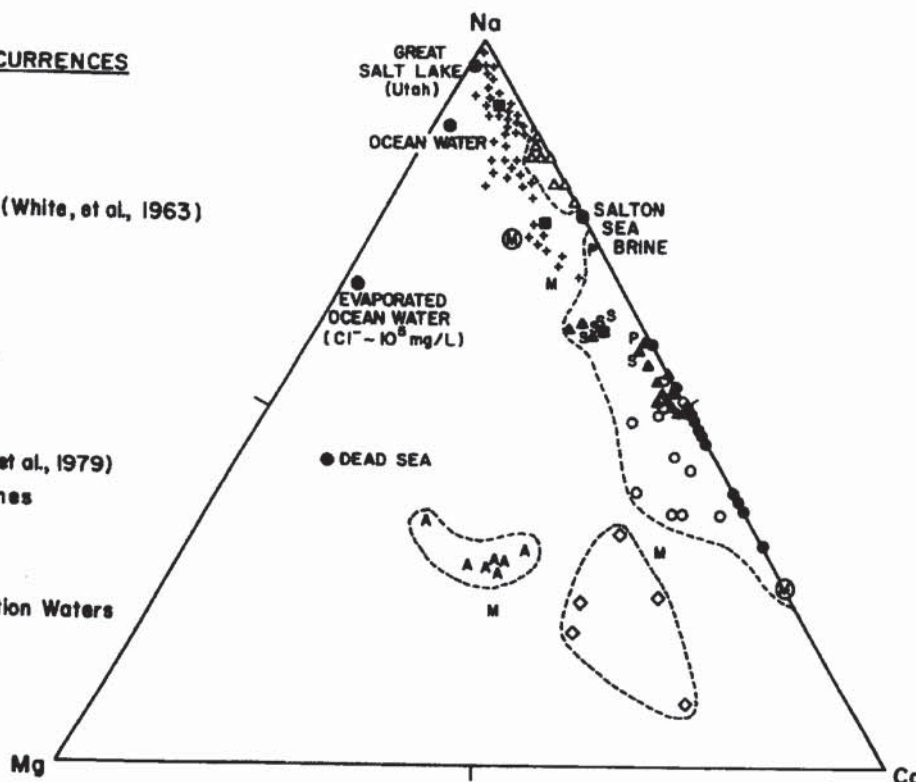 CURRENCES
(White, et al., 1963)
et al., 1979)
nes
tion Waters
Na
GREAT
SALT LAKE
(Utah)
OCEAN WATER
SALTON
SEA
BRINE
M
P
M
EVAPORATED
OCEAN WATER
(Cl⁻ ~ 10⁵ mg/L)
S
S
S
P
S
DEAD SEA
A
A
A
A
A
A
A
M
M
M
Mg
Ca